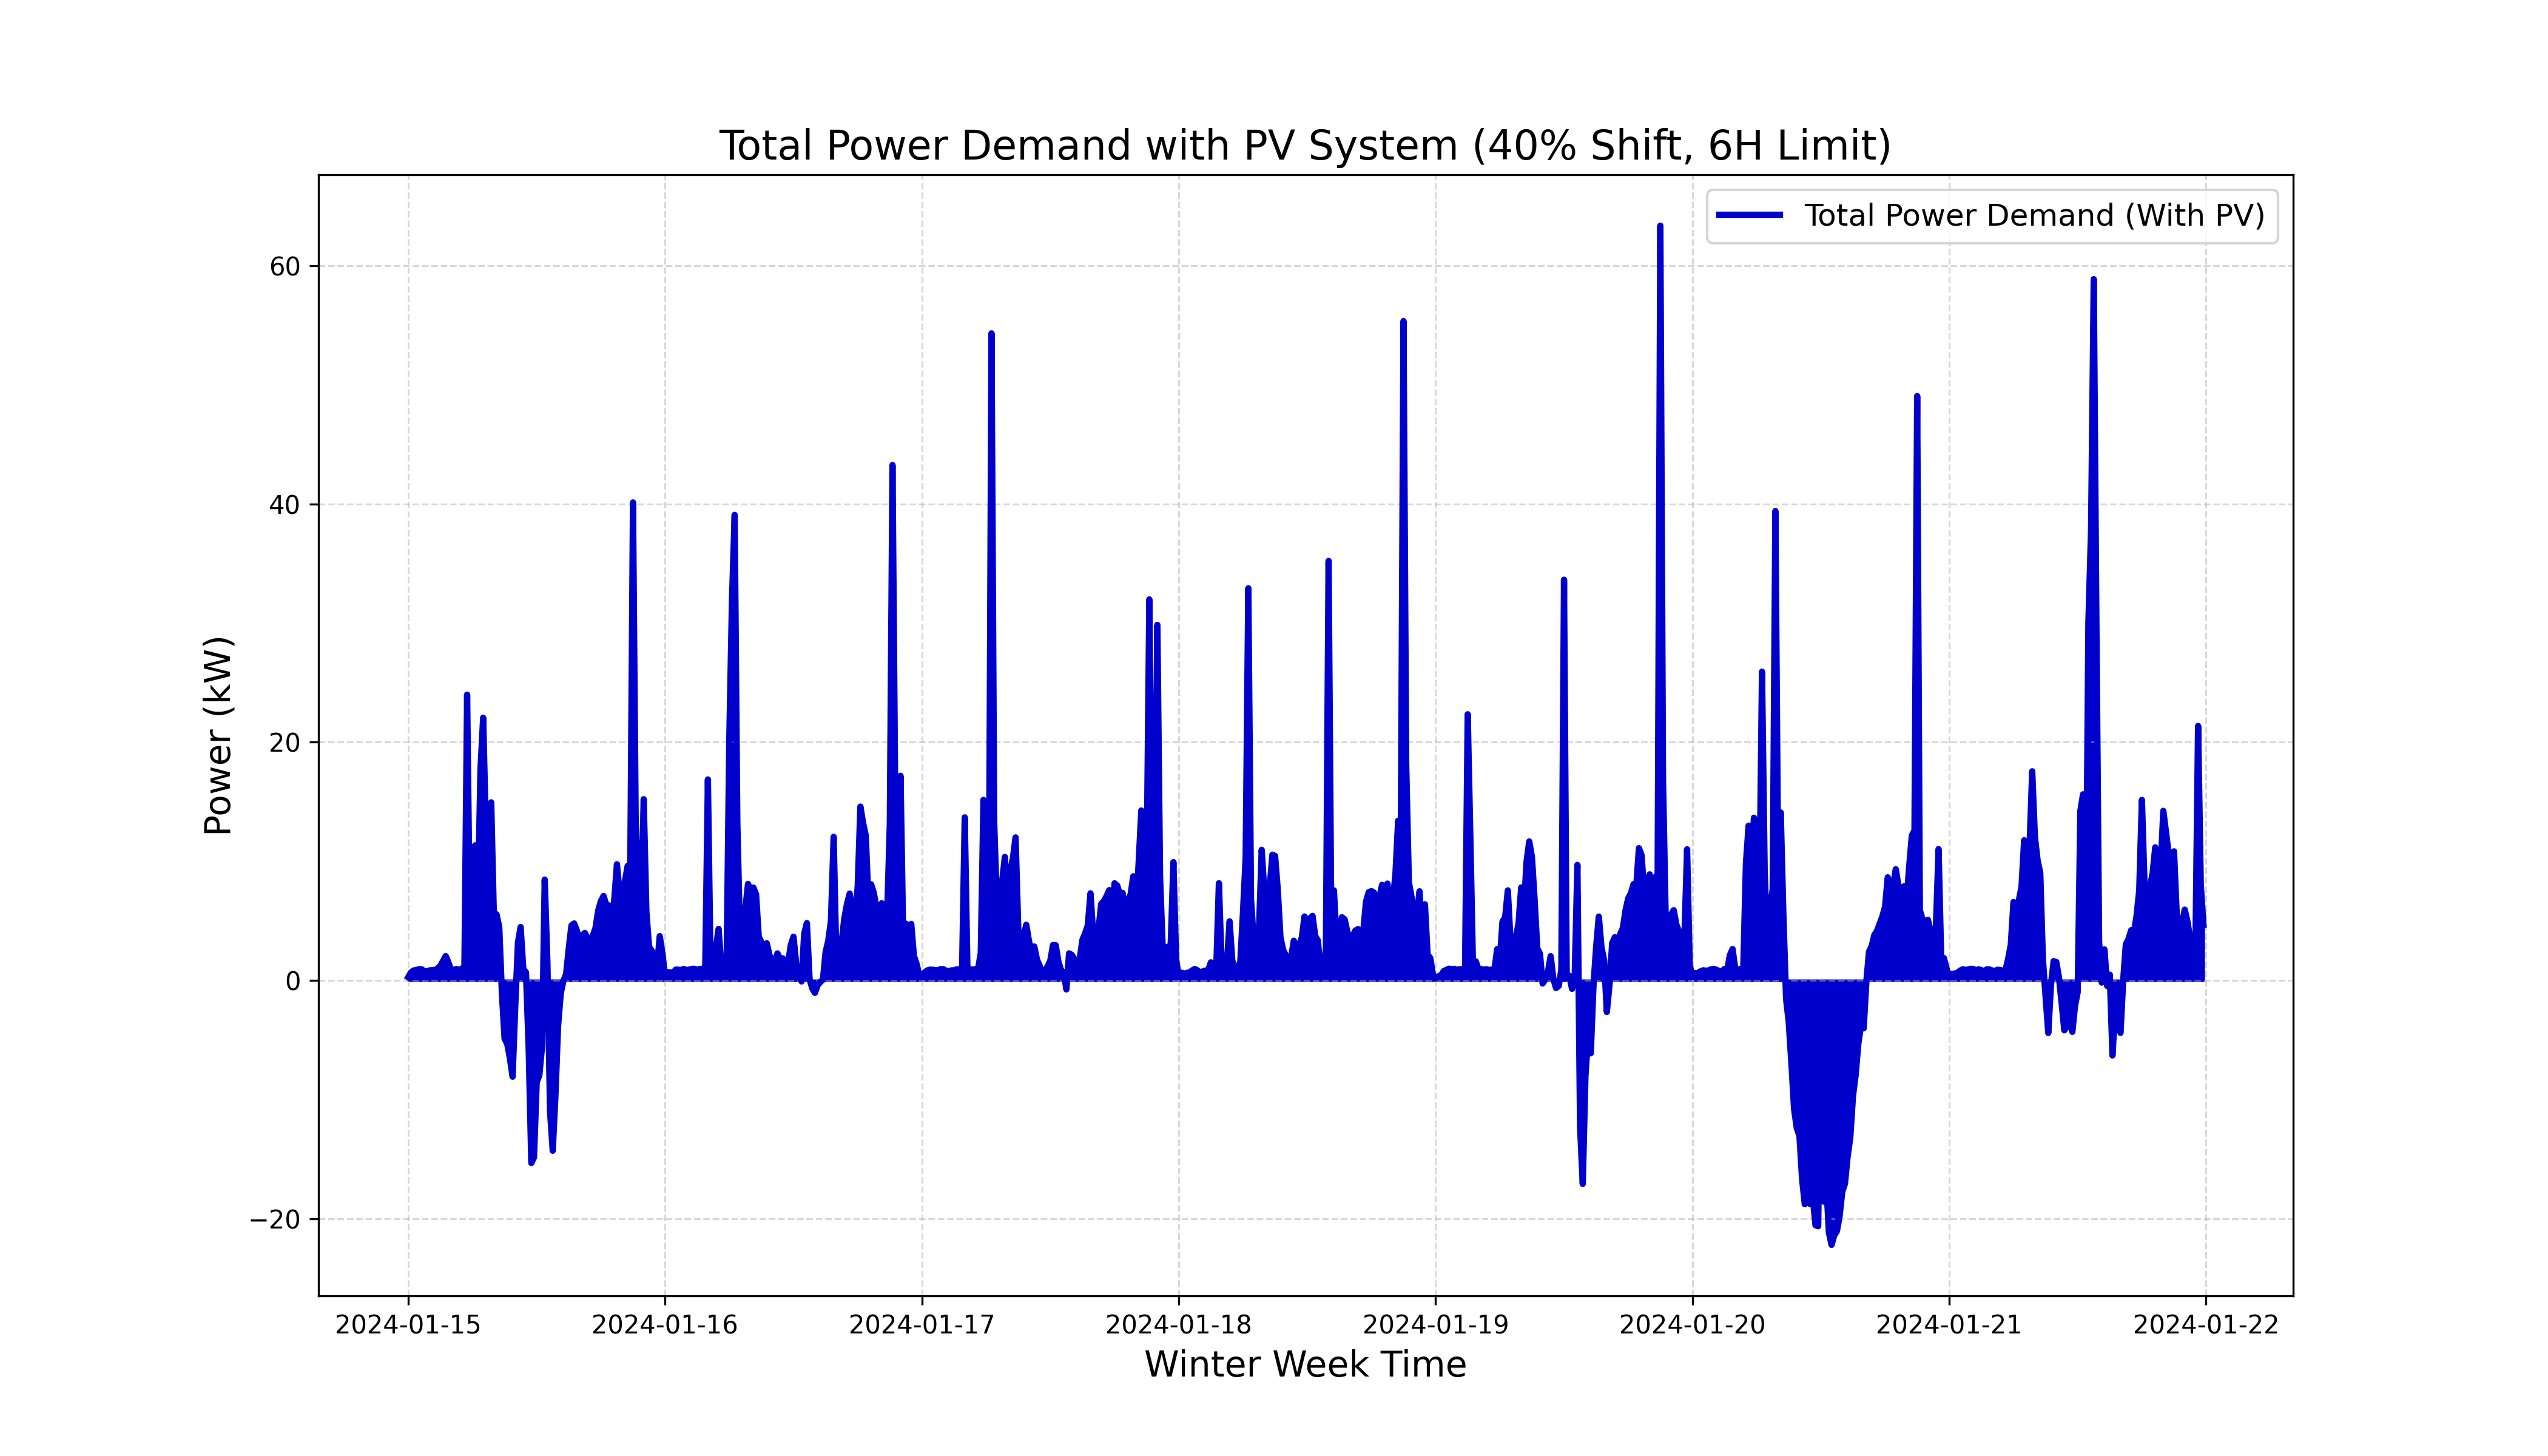 Total Power Demand with PV System (40% Shift, 6H Limit)
Total Power Demand (With PV)
Power (kW)
60
40
20
0
−20
2024-01-15 2024-01-16 2024-01-17 2024-01-18 2024-01-19 2024-01-20 2024-01-21 2024-01-22
Winter Week Time